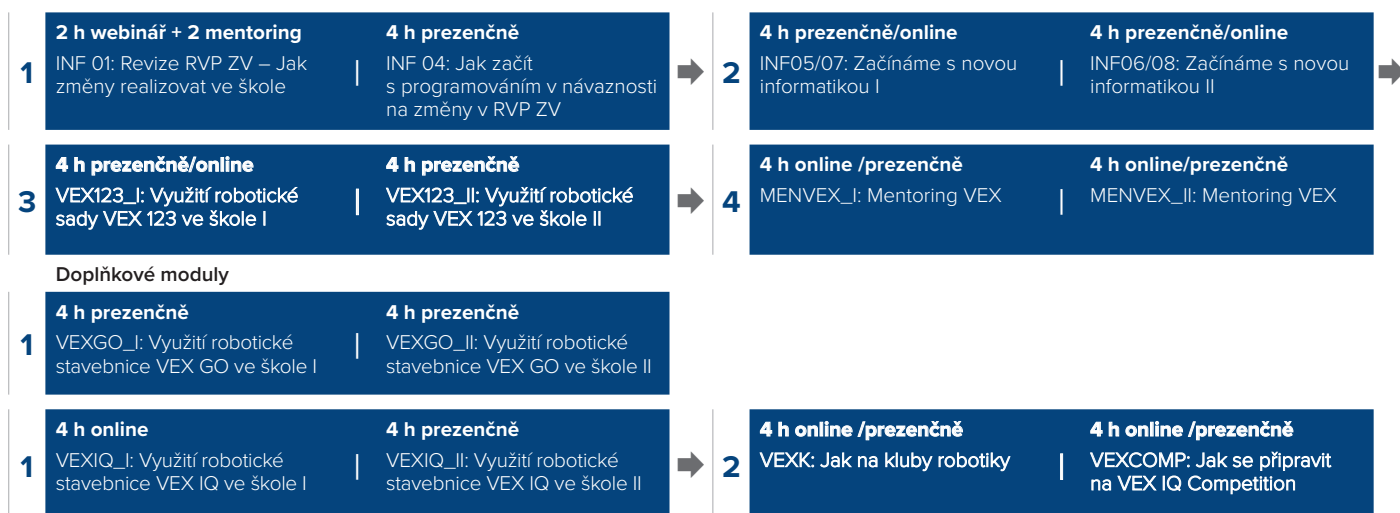 1
2 h webinář + 2 mentoring
INF 01: Revize RVP ZV – Jak
změny realizovat ve škole
|
4 h prezenčně
INF 04: Jak začít
s programováním v návaznosti
na změny v RVP ZV
2
4 h prezenčně/online
INF05/07: Začínáme s novou
informatikou I
|
4 h prezenčně/online
INF06/08: Začínáme s novou
informatikou II
3
4 h prezenčně/online
VEX123_I: Využití robotické
sady VEX 123 ve škole I
|
4 h prezenčně
VEX123_II: Využití robotické
sady VEX 123 ve škole II
4
4 h online /prezenčně
MENVEX_I: Mentoring VEX
|
4 h online/prezenčně
MENVEX_II: Mentoring VEX
Doplňkové moduly
1
4 h prezenčně
VEXGO_I: Využití robotické
stavebnice VEX GO ve škole I
|
4 h prezenčně
VEXGO_II: Využití robotické
stavebnice VEX GO ve škole II
1
4 h online
VEXIQ_I: Využití robotické
stavebnice VEX IQ ve škole I
|
4 h prezenčně
VEXIQ_II: Využití robotické
stavebnice VEX IQ ve škole II
2
4 h online /prezenčně
VEXK: Jak na kluby robotiky
|
4 h online /prezenčně
VEXCOMP: Jak se připravit
na VEX IQ Competition